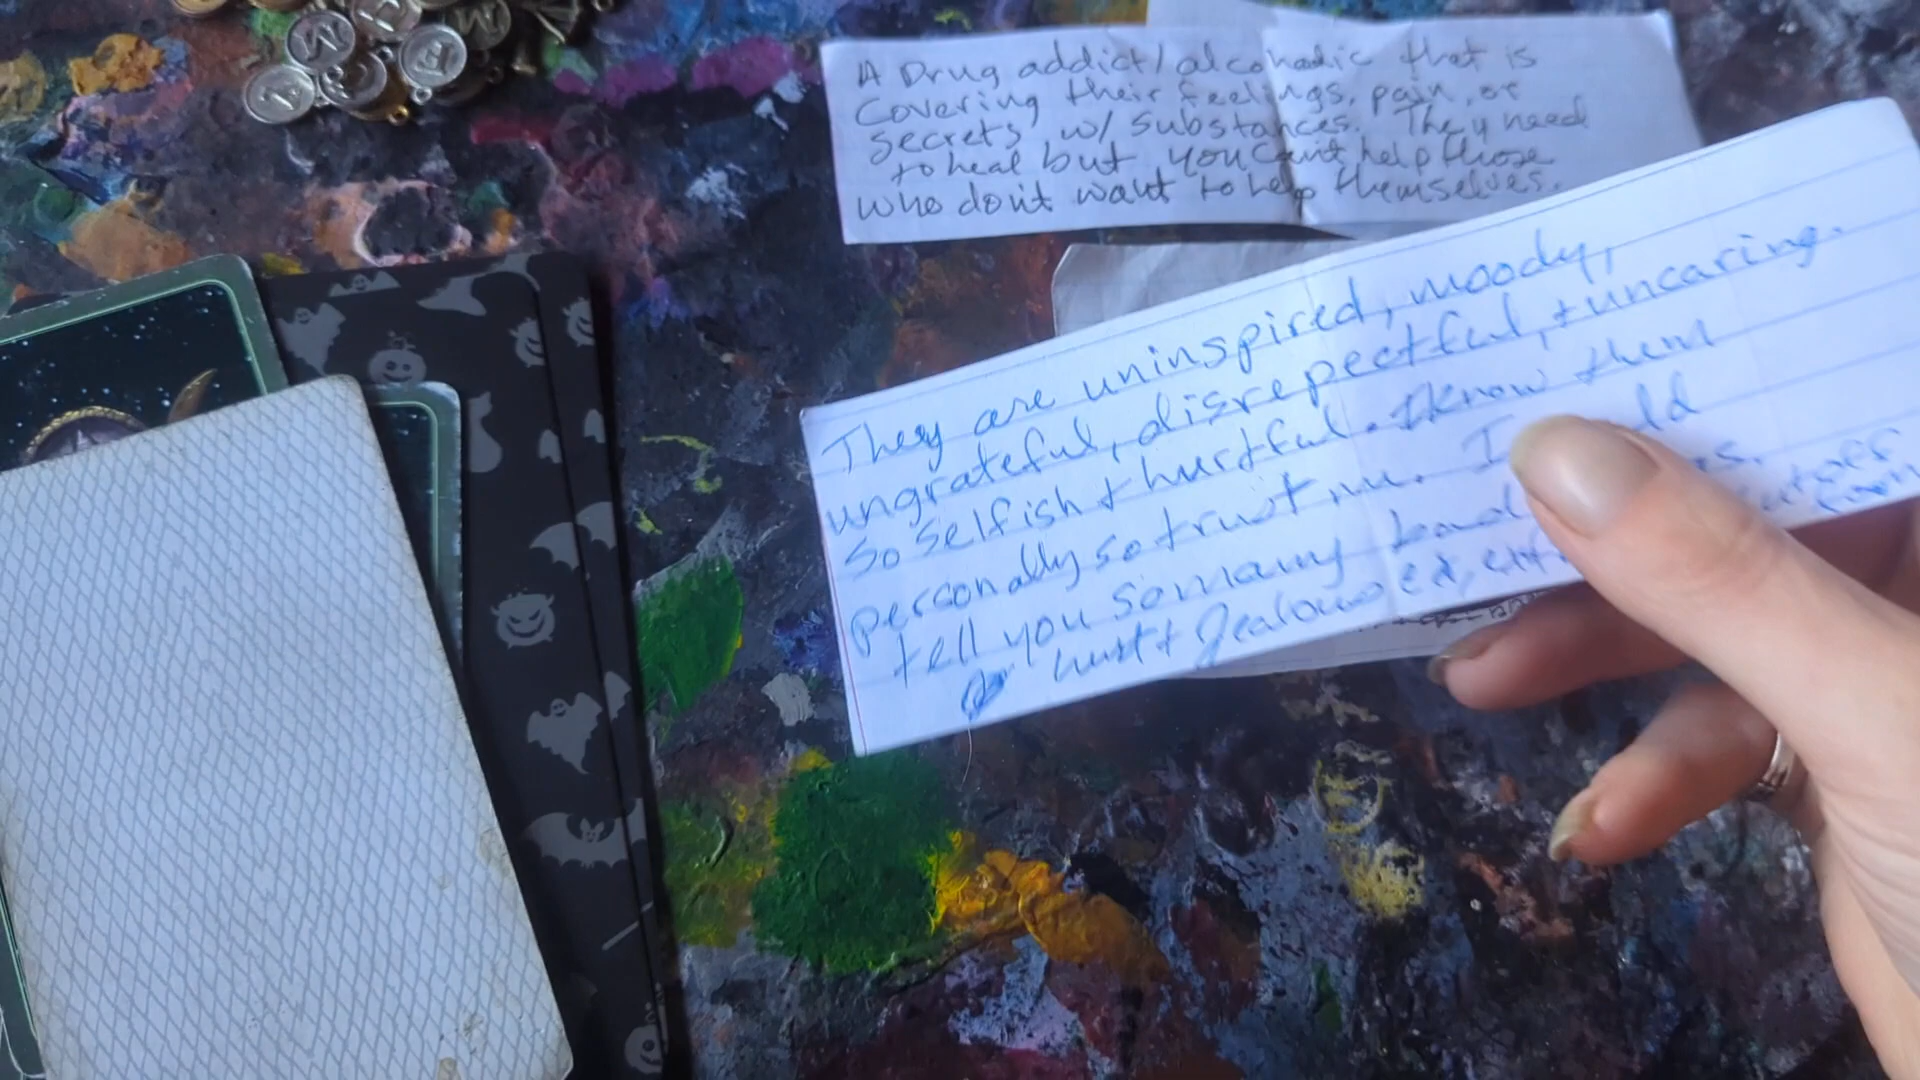 A Drug addict/alcoholic that is
Covering their feelings, pain, or
secrets w/ substances. They need
to heal but you can't help those
who don't want to help themselves.
They are uninspired, moody,
ungrateful, disrepectful, + uncaring.
So selfish + hurtful. I know them
personally so trust me. I
tell you so many bad
hurt +
M
E